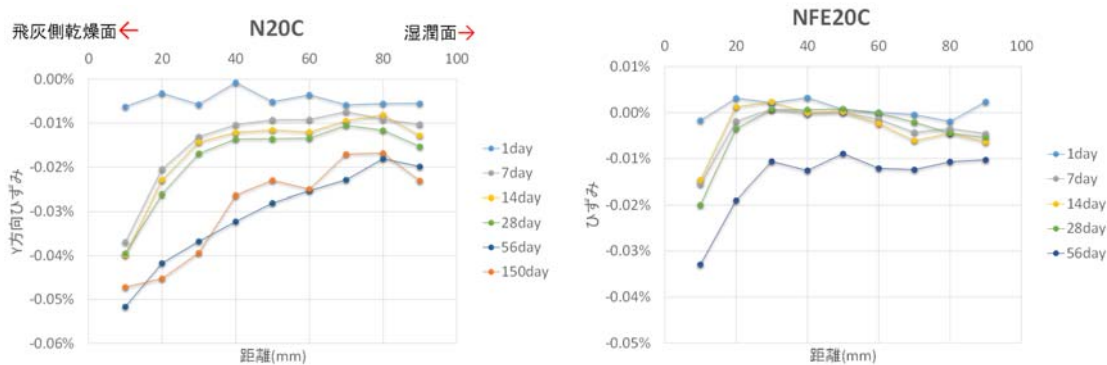 飛灰側乾燥面← N20C 湿潤面→
0 20 40 60 80 100
0.00%
-0.01%
-0.02%
-0.03%
-0.04%
-0.05%
-0.06%
Y方向ひずみ
距離(mm)
1day
7day
14day
28day
56day
150day
NFE20C
0 20 40 60 80 100
0.01%
0.00%
-0.01%
-0.02%
-0.03%
-0.04%
-0.05%
ひずみ
距離(mm)
1day
7day
14day
28day
56day